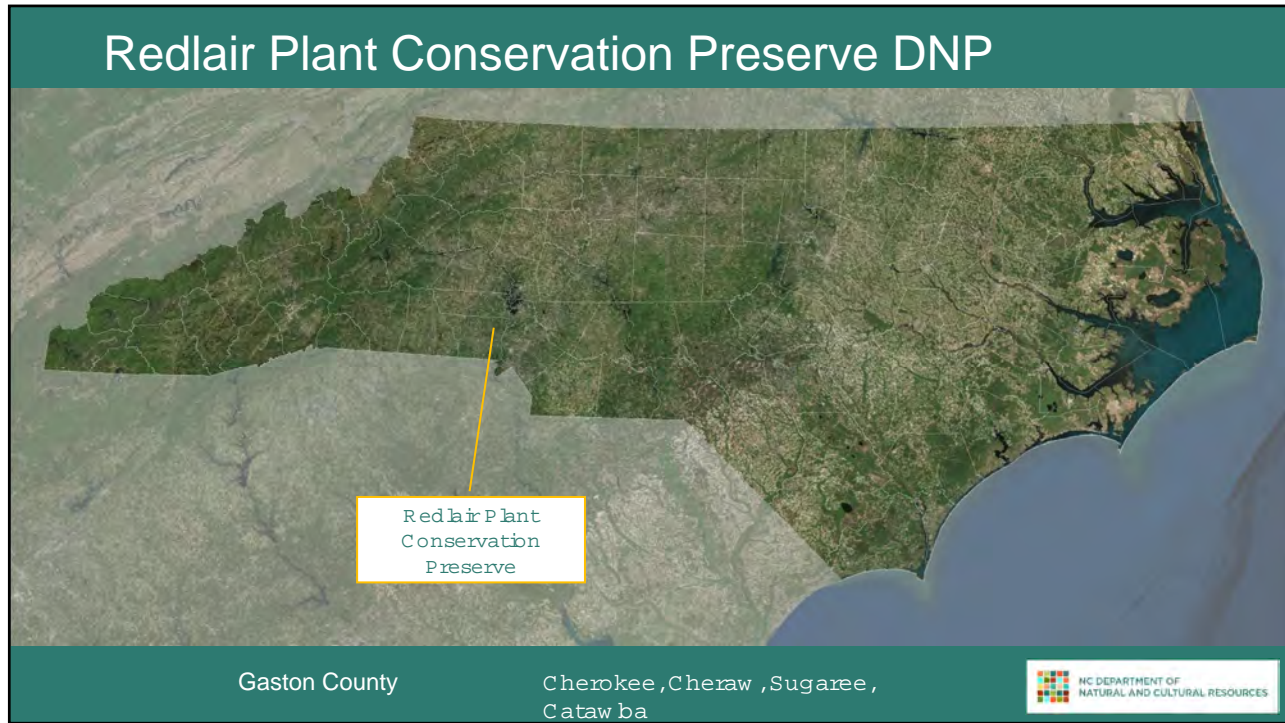 Redlair Plant Conservation Preserve DNP
Redlair Plant
Conservation
Preserve
Gaston County
Cherokee, Cheraw, Sugaree,
Catawba
NC DEPARTMENT OF
NATURAL AND CULTURAL RESOURCES